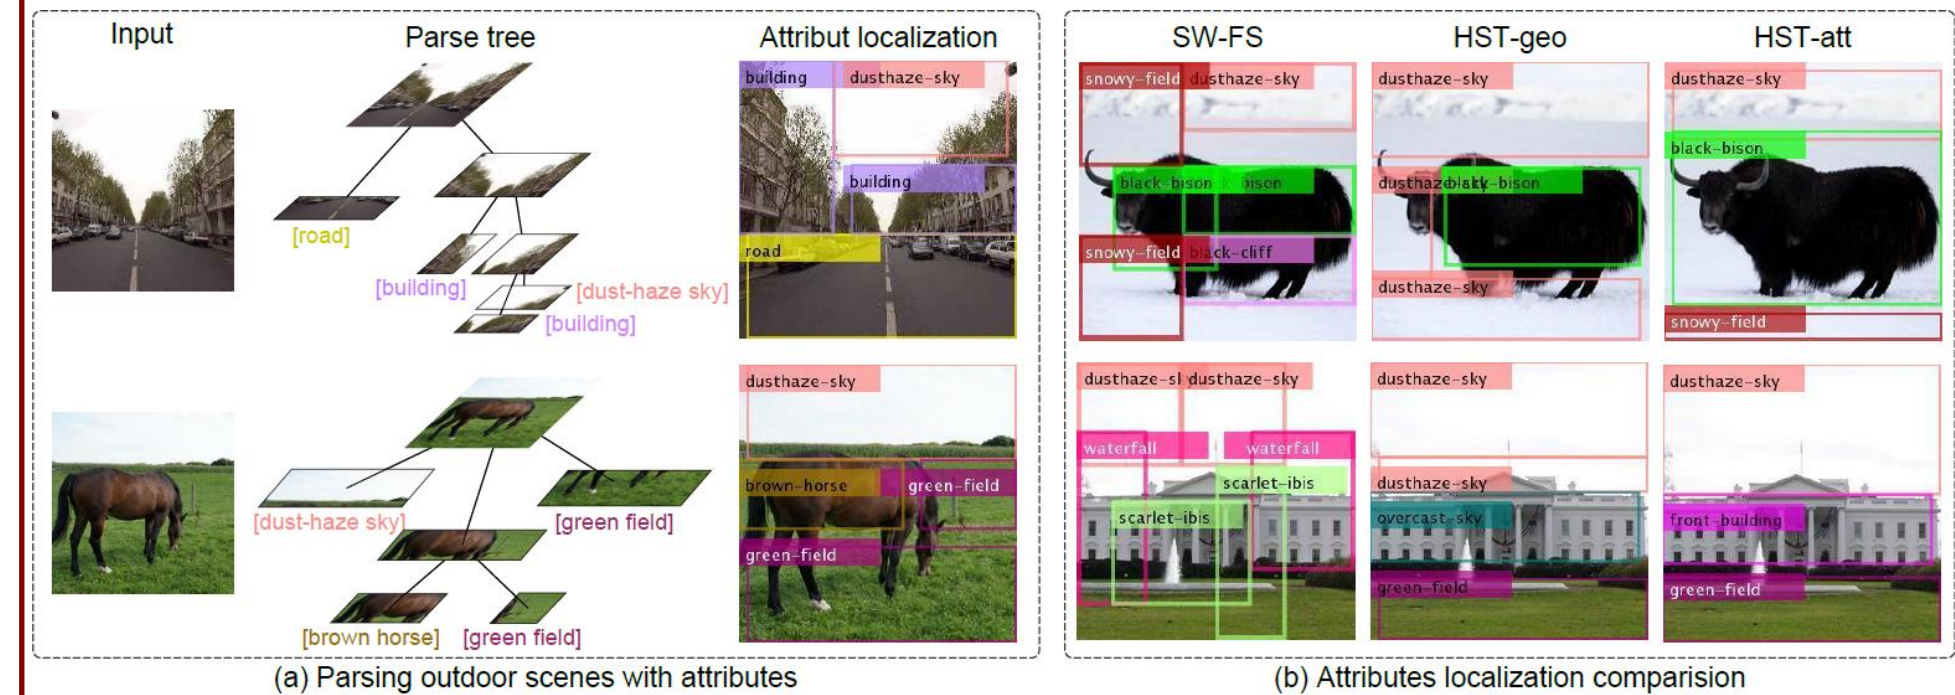 Input
Parse tree
Attribut localization
[road]
[building]
[dust-haze sky]
[building]
building
dusthaze-sky
building
road
[dust-haze sky]
[green field]
[brown horse]
[green field]
dusthaze-sky
brown-horse
green-field
green-field
(a) Parsing outdoor scenes with attributes
SW-FS
HST-geo
HST-att
snowy-field
dusthaze-sky
black-bison
bison
snowy-field
black-cliff
dusthaze-sky
black-bison
dusthaze-sky
dusthaze-sky
black-bison
snowy-field
dusthaze-sky
waterfall
waterfall
scarlet-ibis
scarlet-ibis
dusthaze-sky
dusthaze-sky
overcast-sky
green-field
dusthaze-sky
front-building
green-field
(b) Attributes localization comparision